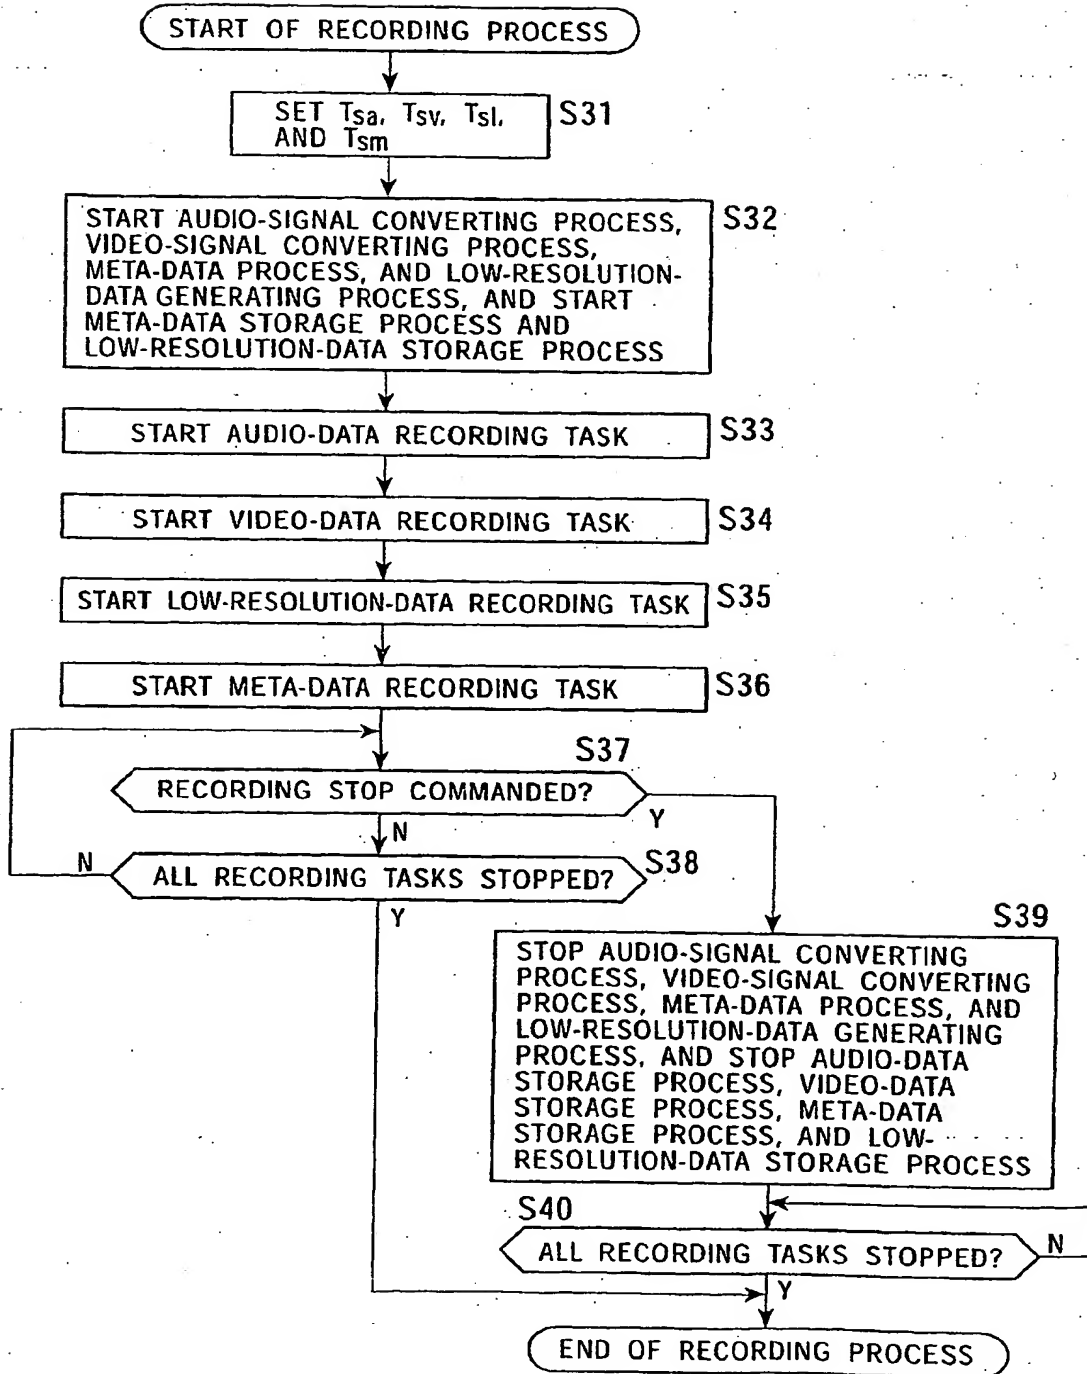 START OF RECORDING PROCESS
SET Tsa, Tsv, Tsl,
AND Tsm
S31
START AUDIO-SIGNAL CONVERTING PROCESS,
VIDEO-SIGNAL CONVERTING PROCESS,
META-DATA PROCESS, AND LOW-RESOLUTION-
DATA GENERATING PROCESS, AND START
META-DATA STORAGE PROCESS AND
LOW-RESOLUTION-DATA STORAGE PROCESS
S32
START AUDIO-DATA RECORDING TASK
S33
START VIDEO-DATA RECORDING TASK
S34
START LOW-RESOLUTION-DATA RECORDING TASK
S35
START META-DATA RECORDING TASK
S36
S37
RECORDING STOP COMMANDED?
Y
N
S38
N
ALL RECORDING TASKS STOPPED?
Y
S39
STOP AUDIO-SIGNAL CONVERTING
PROCESS, VIDEO-SIGNAL CONVERTING
PROCESS, META-DATA PROCESS, AND
LOW-RESOLUTION-DATA GENERATING
PROCESS, AND STOP AUDIO-DATA
STORAGE PROCESS, VIDEO-DATA
STORAGE PROCESS, META-DATA
STORAGE PROCESS, AND LOW-
RESOLUTION-DATA STORAGE PROCESS
S40
ALL RECORDING TASKS STOPPED?
N
Y
END OF RECORDING PROCESS